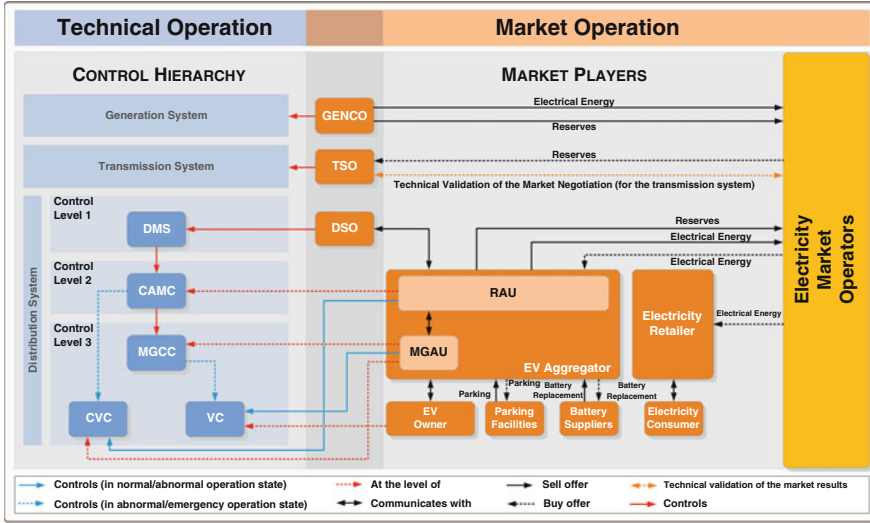 Technical Operation
Market Operation
CONTROL HIERARCHY
MARKET PLAYERS
Generation System
GENCO
Electrical Energy
Reserves
Transmission System
TSO
Reserves
Technical Validation of the Market Negotiation (for the transmission system)
Distribution System
Control
Level 1
DMS
DSO
Reserves
Electrical Energy
Electrical Energy
Control
Level 2
CAMC
RAU
Electricity
Retailer
Electrical Energy
Control
Level 3
MGCC
MGAU
EV Aggregator
Parking
Parking
Battery
Replacement
Battery
Replacement
CVC
VC
EV
Owner
Parking
Facilities
Battery
Suppliers
Electricity
Consumer
Electricity
Market
Operators
Controls (in normal/abnormal operation state)
At the level of
Sell offer
Technical validation of the market results
Controls (in abnormal/emergency operation state)
Communicates with
Buy offer
Controls